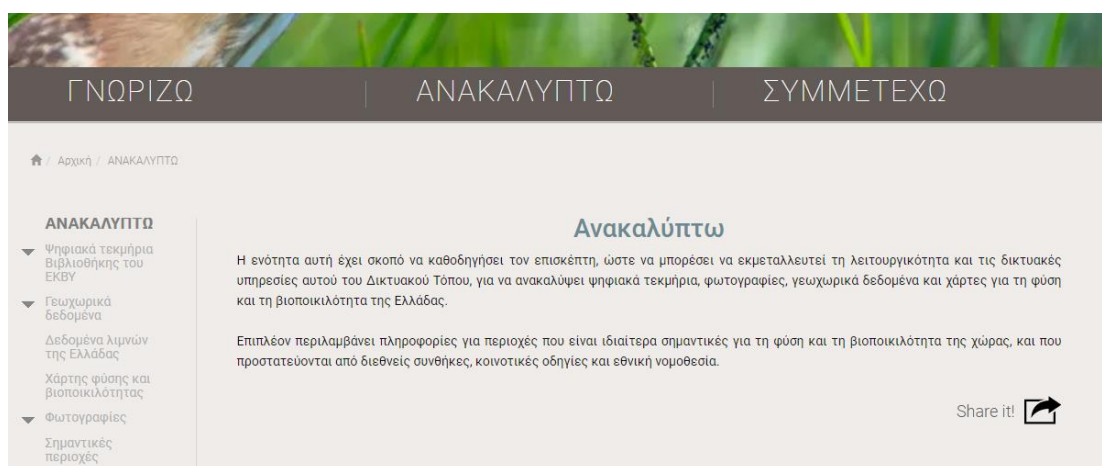 ΓΝΩΡΙΖΩ
ΑΝΑΚΑΛΥΠΤΩ
ΣΥΜΜΕΤΕΧΩ
/ Αρχική / ΑΝΑΚΑΛΥΠΤΩ
ΑΝΑΚΑΛΥΠΤΩ
Ψηφιακά τεκμήρια
Βιβλιοθήκης του
ΕΚΒΥ
Γεωχωρικά
δεδομένα
Δεδομένα λιμνών
της Ελλάδας
Χάρτης φύσης και
βιοποικιλότητας
Φωτογραφίες
Σημαντικές
περιοχές
Ανακαλύπτω
Η ενότητα αυτή έχει σκοπό να καθοδηγήσει τον επισκέπτη, ώστε να μπορέσει να εκμεταλλευτεί τη λειτουργικότητα και τις δικτυακές
υπηρεσίες αυτού του Δικτυακού Τόπου, για να ανακαλύψει ψηφιακά τεκμήρια, φωτογραφίες, γεωχωρικά δεδομένα και χάρτες για τη φύση
και τη βιοποικιλότητα της Ελλάδας.
Επιπλέον περιλαμβάνει πληροφορίες για περιοχές που είναι ιδιαίτερα σημαντικές για τη φύση και τη βιοποικιλότητα της χώρας, και που
προστατεύονται από διεθνείς συνθήκες, κοινοτικές οδηγίες και εθνική νομοθεσία.
Share it!